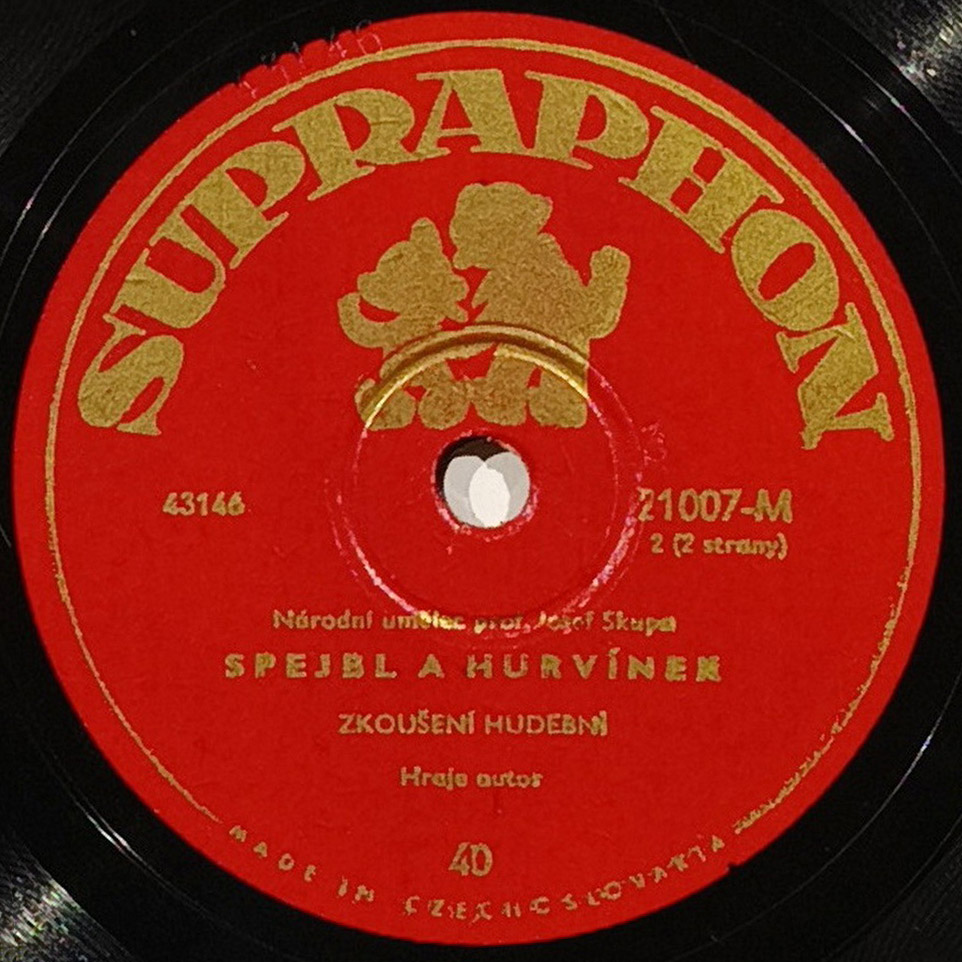 SUPRAPHON
43146
21007-M
2 (2 strany)
Národní umělec prof. Josef Skupa
SPEJBL A HURVÍNEK
ZKOUŠENÍ HUDEBNÍ
Hraje autor
4D
MADE IN CZECHOSLOVAKIA